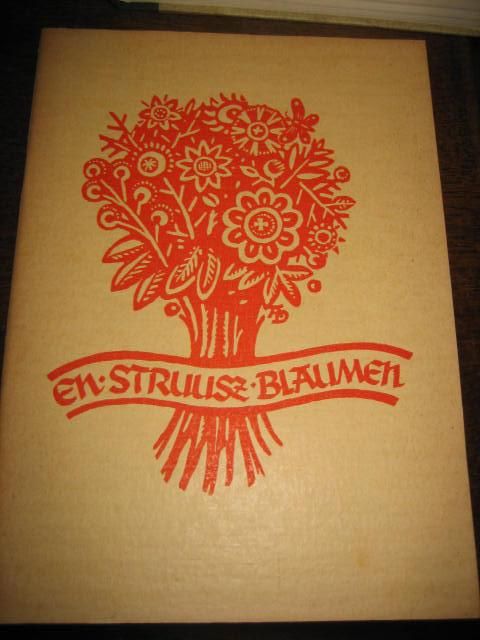 EN · STRUUSZ · BLAUMEN